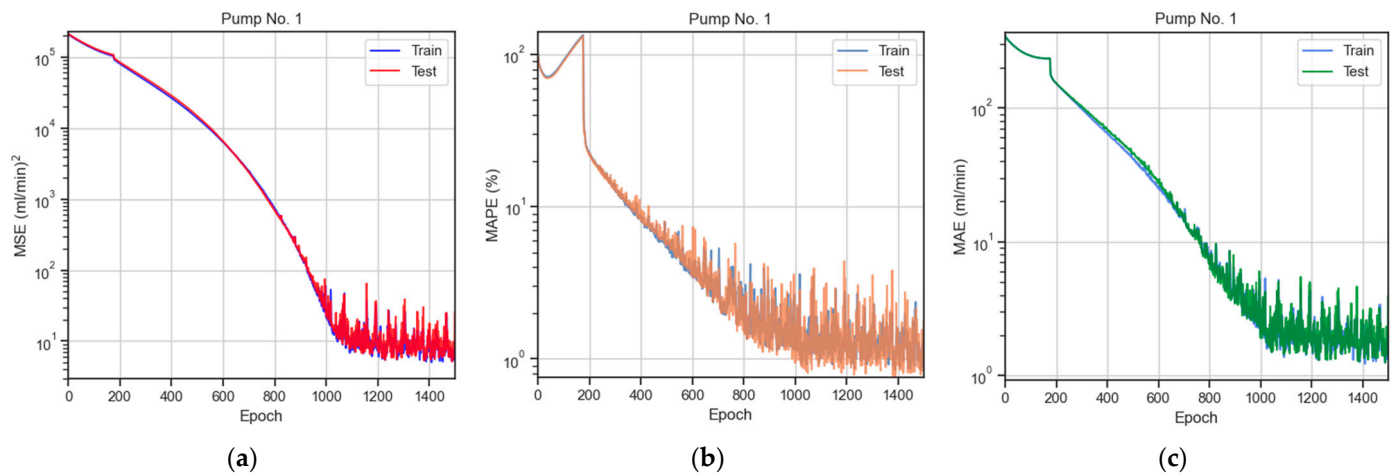 Pump No. 1
10^5
10^4
10^3
10^2
10^1
MSE (ml/min)^2
0 200 400 600 800 1000 1200 1400
Epoch
Train
Test
(a)
Pump No. 1
10^2
10^1
10^0
MAPE (%)
0 200 400 600 800 1000 1200 1400
Epoch
Train
Test
(b)
Pump No. 1
10^2
10^1
10^0
MAE (ml/min)
0 200 400 600 800 1000 1200 1400
Epoch
Train
Test
(c)